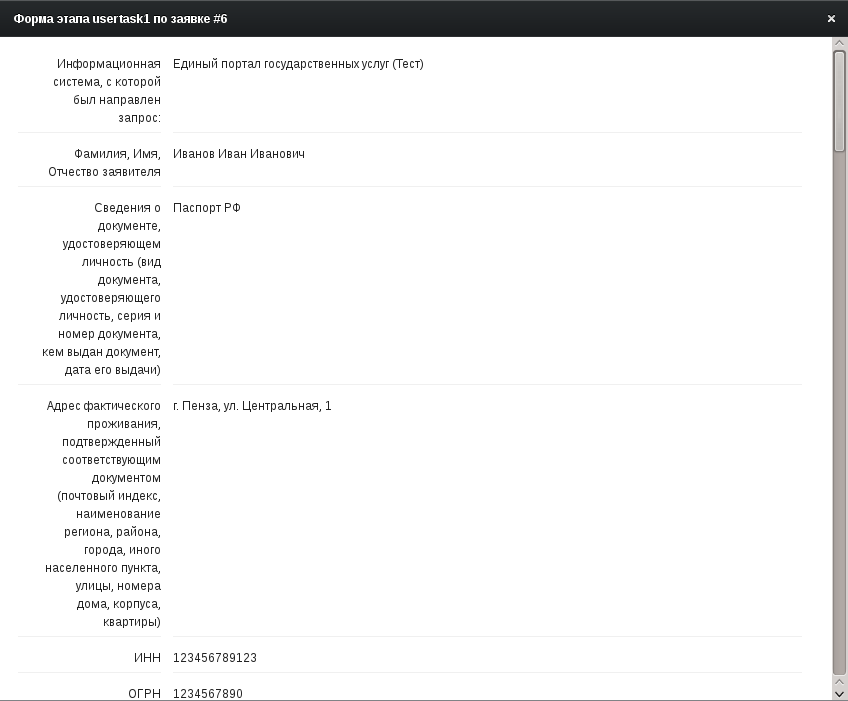 Форма этапа usertask1 по заявке #6
Информационная
система, с которой
был направлен
запрос:
Единый портал государственных услуг (Тест)
Фамилия, Имя,
Отчество заявителя
Иванов Иван Иванович
Сведения о
документе,
удостоверяющем
личность (вид
документа,
удостоверяющего
личность, серия и
номер документа,
кем выдан документ,
дата его выдачи)
Паспорт РФ
Адрес фактического
проживания,
подтвержденный
соответствующим
документом
(почтовый индекс,
наименование
региона, района,
города, иного
населенного пункта,
улицы, номера
дома, корпуса,
квартиры)
г. Пенза, ул. Центральная, 1
ИНН
123456789123
ОГРН
1234567890